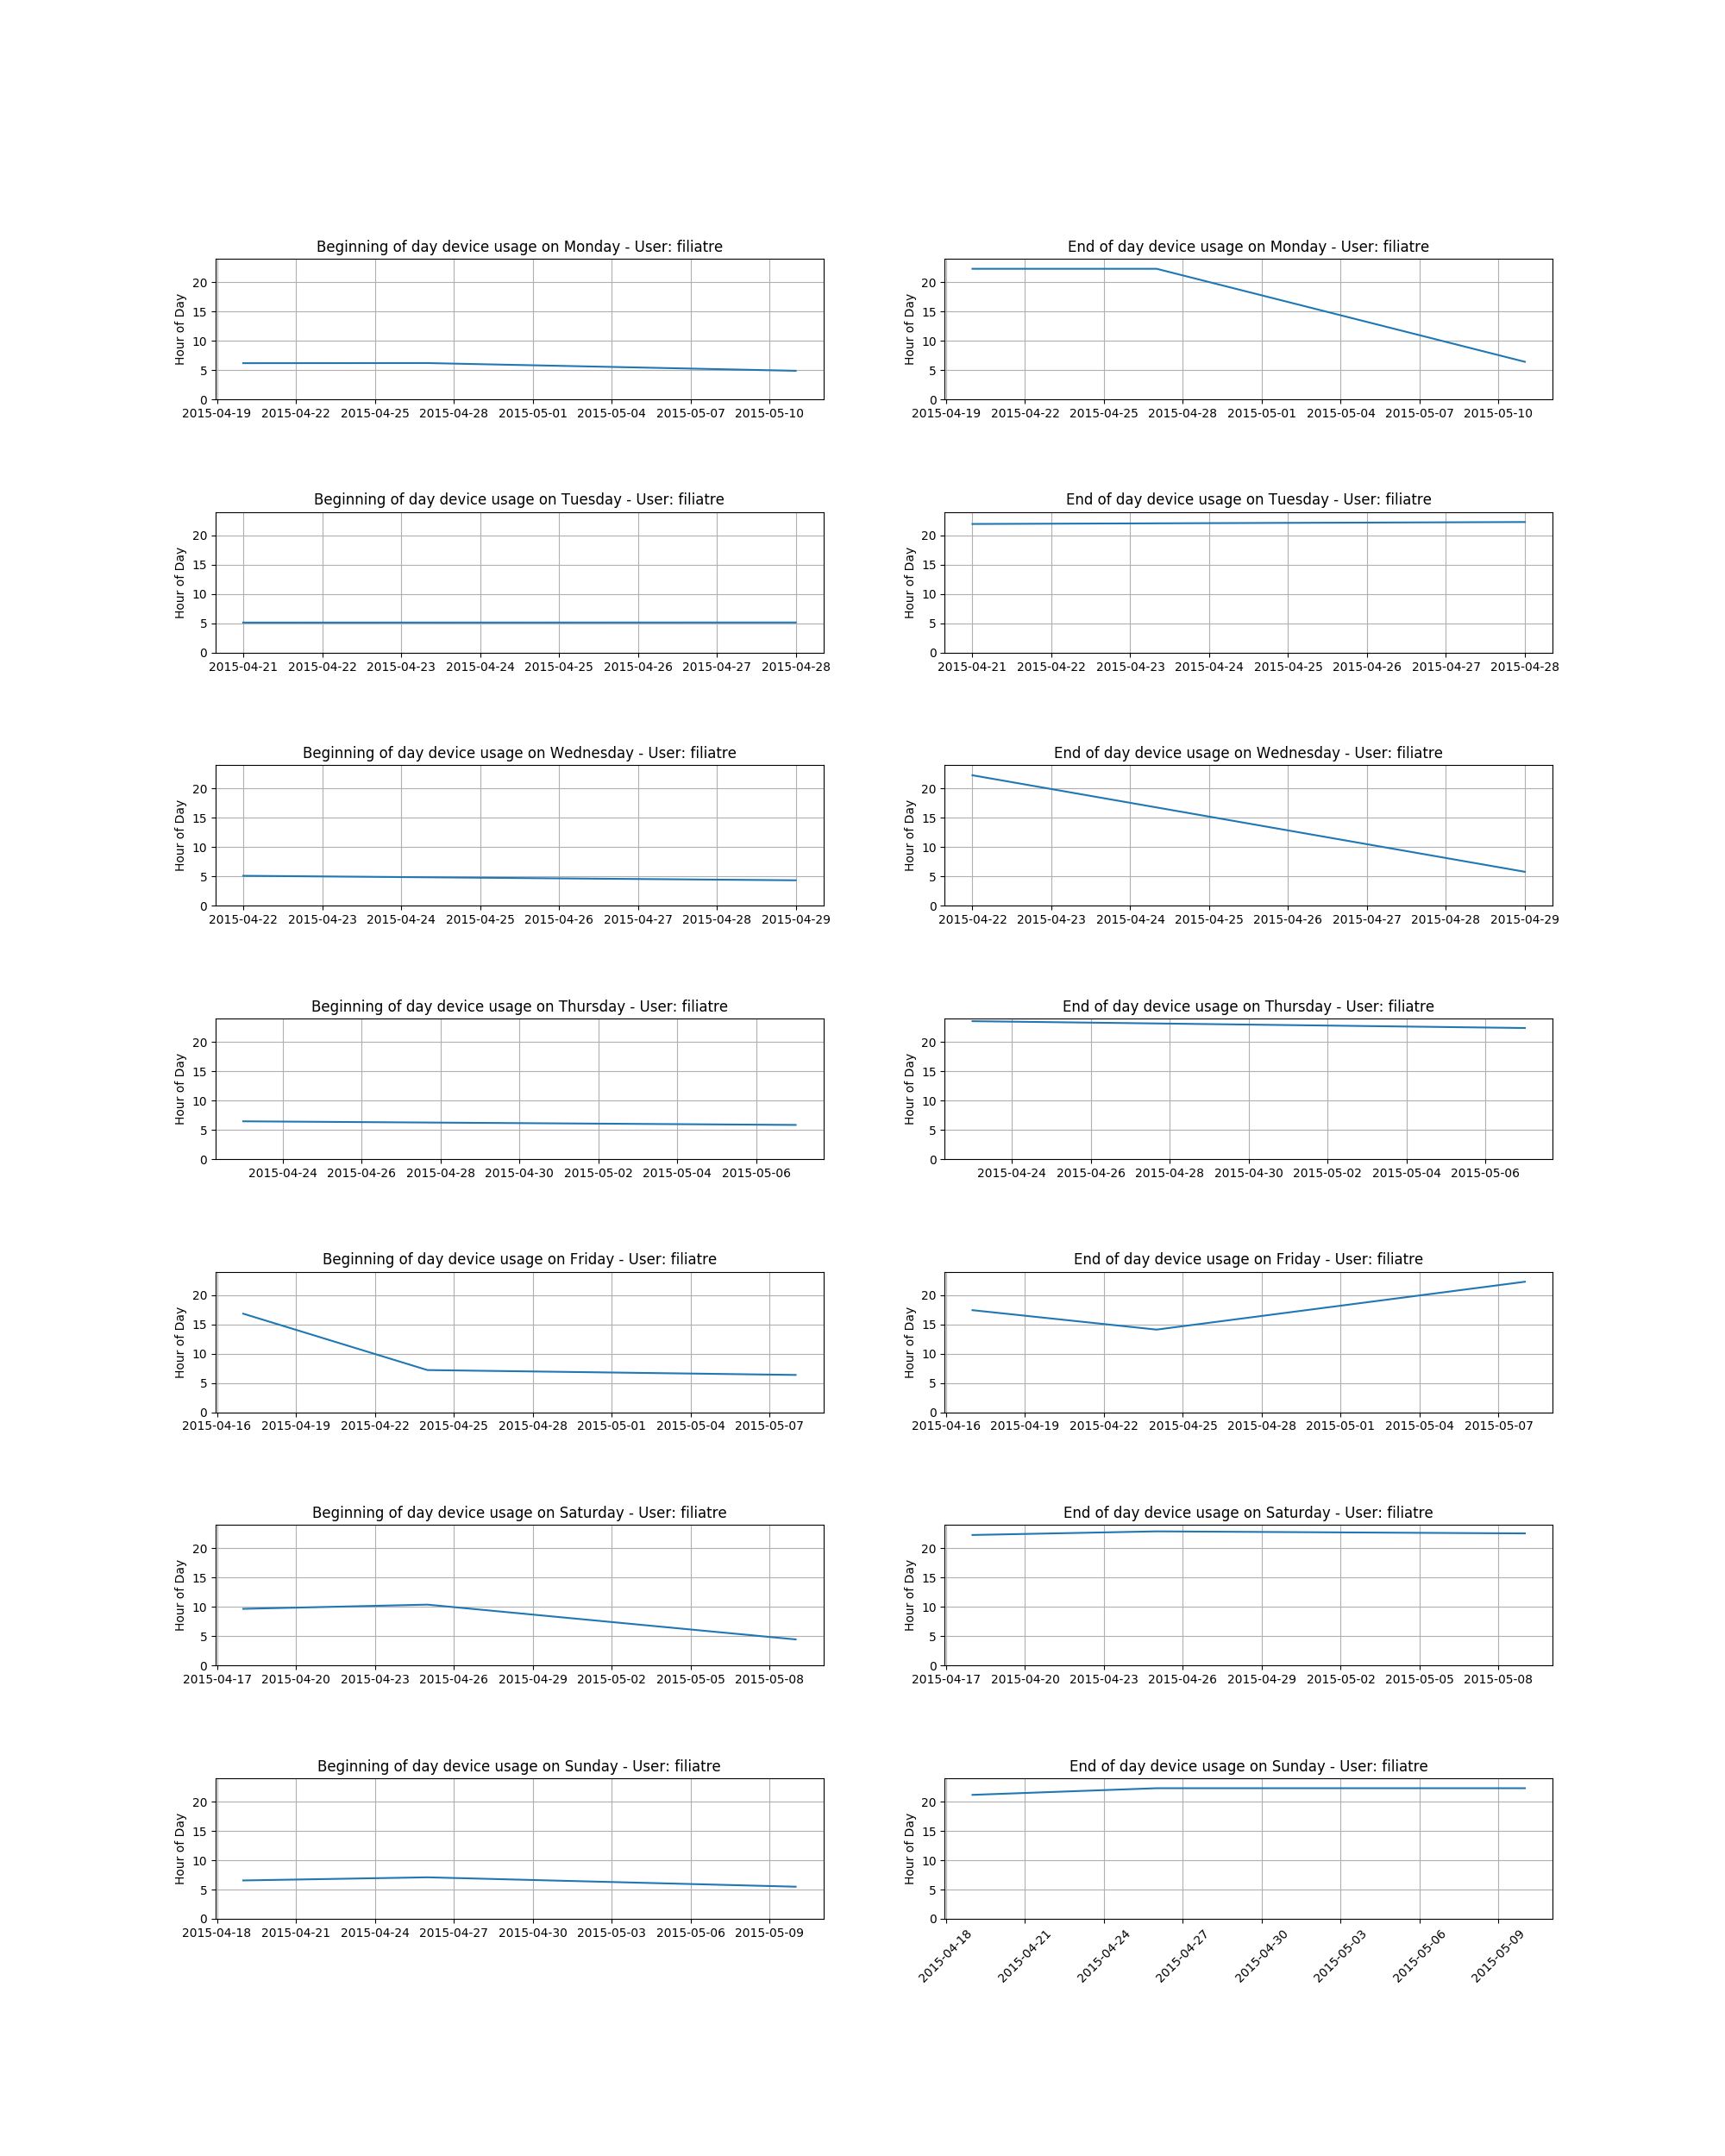 Beginning of day device usage on Monday - User: filiatre
Hour of Day
20
15
10
5
0
2015-04-19 2015-04-22 2015-04-25 2015-04-28 2015-05-01 2015-05-04 2015-05-07 2015-05-10
End of day device usage on Monday - User: filiatre
Hour of Day
20
15
10
5
0
2015-04-19 2015-04-22 2015-04-25 2015-04-28 2015-05-01 2015-05-04 2015-05-07 2015-05-10
Beginning of day device usage on Tuesday - User: filiatre
Hour of Day
20
15
10
5
0
2015-04-21 2015-04-22 2015-04-23 2015-04-24 2015-04-25 2015-04-26 2015-04-27 2015-04-28
End of day device usage on Tuesday - User: filiatre
Hour of Day
20
15
10
5
0
2015-04-21 2015-04-22 2015-04-23 2015-04-24 2015-04-25 2015-04-26 2015-04-27 2015-04-28
Beginning of day device usage on Wednesday - User: filiatre
Hour of Day
20
15
10
5
0
2015-04-22 2015-04-23 2015-04-24 2015-04-25 2015-04-26 2015-04-27 2015-04-28 2015-04-29
End of day device usage on Wednesday - User: filiatre
Hour of Day
20
15
10
5
0
2015-04-22 2015-04-23 2015-04-24 2015-04-25 2015-04-26 2015-04-27 2015-04-28 2015-04-29
Beginning of day device usage on Thursday - User: filiatre
Hour of Day
20
15
10
5
0
2015-04-24 2015-04-26 2015-04-28 2015-04-30 2015-05-02 2015-05-04 2015-05-06
End of day device usage on Thursday - User: filiatre
Hour of Day
20
15
10
5
0
2015-04-24 2015-04-26 2015-04-28 2015-04-30 2015-05-02 2015-05-04 2015-05-06
Beginning of day device usage on Friday - User: filiatre
Hour of Day
20
15
10
5
0
2015-04-16 2015-04-19 2015-04-22 2015-04-25 2015-04-28 2015-05-01 2015-05-04 2015-05-07
End of day device usage on Friday - User: filiatre
Hour of Day
20
15
10
5
0
2015-04-16 2015-04-19 2015-04-22 2015-04-25 2015-04-28 2015-05-01 2015-05-04 2015-05-07
Beginning of day device usage on Saturday - User: filiatre
Hour of Day
20
15
10
5
0
2015-04-17 2015-04-20 2015-04-23 2015-04-26 2015-04-29 2015-05-02 2015-05-05 2015-05-08
End of day device usage on Saturday - User: filiatre
Hour of Day
20
15
10
5
0
2015-04-17 2015-04-20 2015-04-23 2015-04-26 2015-04-29 2015-05-02 2015-05-05 2015-05-08
Beginning of day device usage on Sunday - User: filiatre
Hour of Day
20
15
10
5
0
2015-04-18 2015-04-21 2015-04-24 2015-04-27 2015-04-30 2015-05-03 2015-05-06 2015-05-09
End of day device usage on Sunday - User: filiatre
Hour of Day
20
15
10
5
0
2015-04-18 2015-04-21 2015-04-24 2015-04-27 2015-04-30 2015-05-03 2015-05-06 2015-05-09